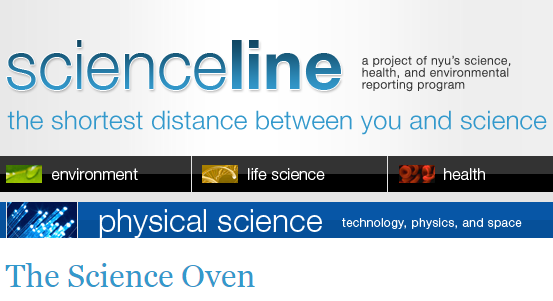 scienceline
a project of nyu's science,
health, and environmental
reporting program
the shortest distance between you and science
environment life science health
physical science technology, physics, and space
The Science Oven